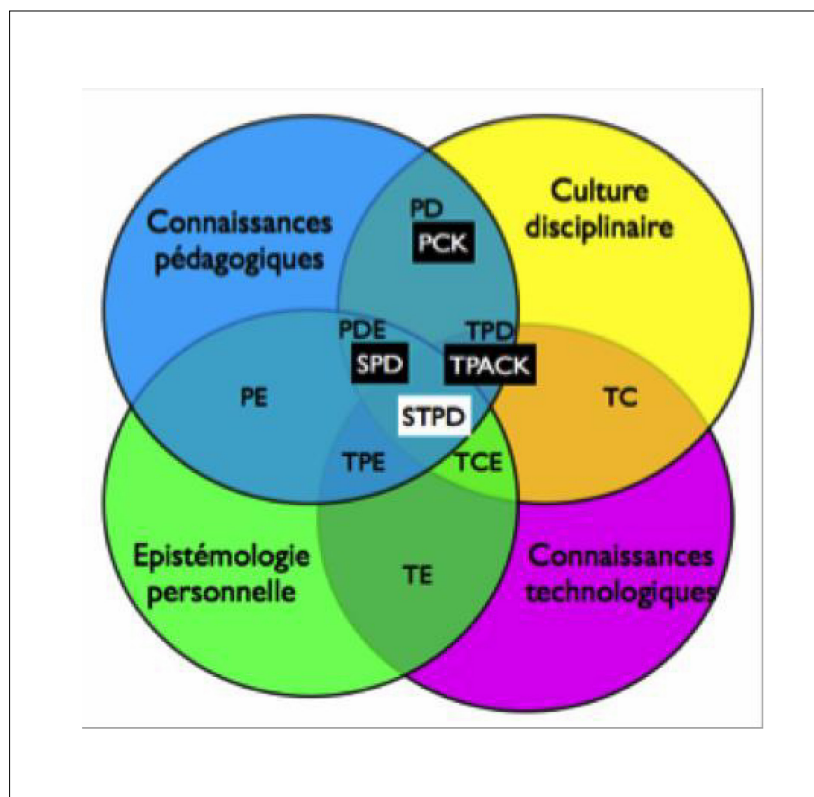 PD
Culture
disciplinaire
Connaissances
pédagogiques
PCK
PDE
TPD
SPD
TPACK
PE
STPD
TC
TPE
TCE
Epistémologie
personnelle
TE
Connaissances
technologiques